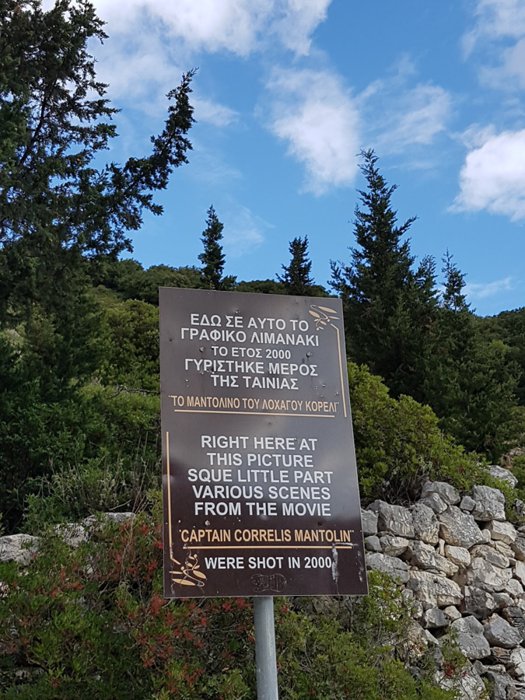 ΕΔΩ ΣΕ ΑΥΤΟ ΤΟ
ΓΡΑΦΙΚΟ ΛΙΜΑΝΑΚΙ
ΤΟ ΕΤΟΣ 2000
ΓΥΡΙΣΤΗΚΕ ΜΕΡΟΣ
ΤΗΣ ΤΑΙΝΙΑΣ
"ΤΟ ΜΑΝΤΟΛΙΝΟ ΤΟΥ ΛΟΧΑΓΟΥ ΚΟΡΕΛΙ"
RIGHT HERE AT
THIS PICTURE
SQUE LITTLE PART
VARIOUS SCENES
FROM THE MOVIE
"CAPTAIN CORRELIS MANTOLIN"
WERE SHOT IN 2000